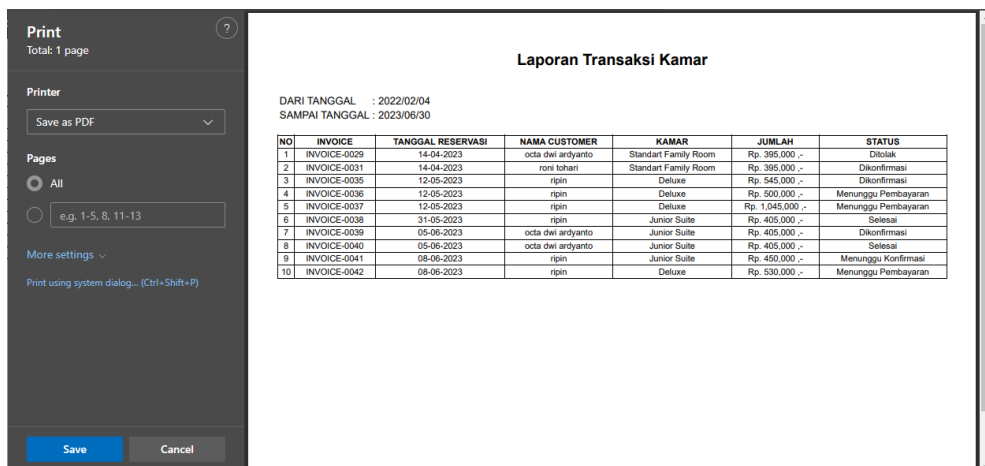 Print
?
Total: 1 page
Printer
Save as PDF
Pages
All
e.g. 1-5, 8, 11-13
More settings
Print using system dialog... (Ctrl+Shift+P)
Save Cancel
Laporan Transaksi Kamar
DARI TANGGAL : 2022/02/04
SAMPAI TANGGAL : 2023/06/30
NO INVOICE TANGGAL RESERVASI NAMA CUSTOMER KAMAR JUMLAH STATUS
1 INVOICE-0029 14-04-2023 octa dwi ardyanto Standart Family Room Rp. 395,000 ,- Ditolak
2 INVOICE-0031 14-04-2023 roni tohari Standart Family Room Rp. 395,000 ,- Dikonfirmasi
3 INVOICE-0035 12-05-2023 ripin Deluxe Rp. 545,000 ,- Dikonfirmasi
4 INVOICE-0036 12-05-2023 ripin Deluxe Rp. 500,000 ,- Menunggu Pembayaran
5 INVOICE-0037 12-05-2023 ripin Deluxe Rp. 1,045,000 ,- Menunggu Pembayaran
6 INVOICE-0038 31-05-2023 ripin Junior Suite Rp. 405,000 ,- Selesai
7 INVOICE-0039 05-06-2023 octa dwi ardyanto Junior Suite Rp. 405,000 ,- Dikonfirmasi
8 INVOICE-0040 05-06-2023 octa dwi ardyanto Junior Suite Rp. 405,000 ,- Selesai
9 INVOICE-0041 08-06-2023 ripin Junior Suite Rp. 450,000 ,- Menunggu Konfirmasi
10 INVOICE-0042 08-06-2023 ripin Deluxe Rp. 530,000 ,- Menunggu Pembayaran